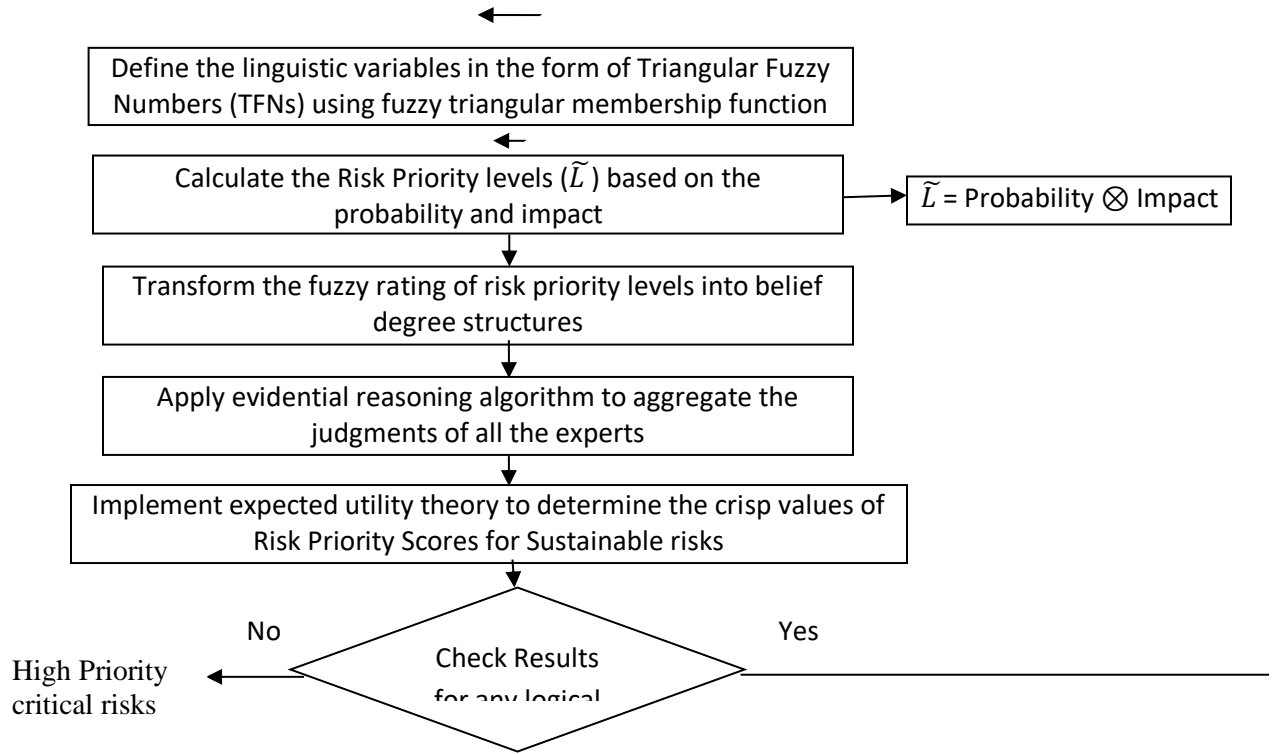 Define the linguistic variables in the form of Triangular Fuzzy
Numbers (TFNs) using fuzzy triangular membership function
Calculate the Risk Priority levels (L̃ ) based on the
probability and impact
L̃ = Probability ⊗ Impact
Transform the fuzzy rating of risk priority levels into belief
degree structures
Apply evidential reasoning algorithm to aggregate the
judgments of all the experts
Implement expected utility theory to determine the crisp values of
Risk Priority Scores for Sustainable risks
No
Yes
Check Results
for any logical
High Priority
critical risks